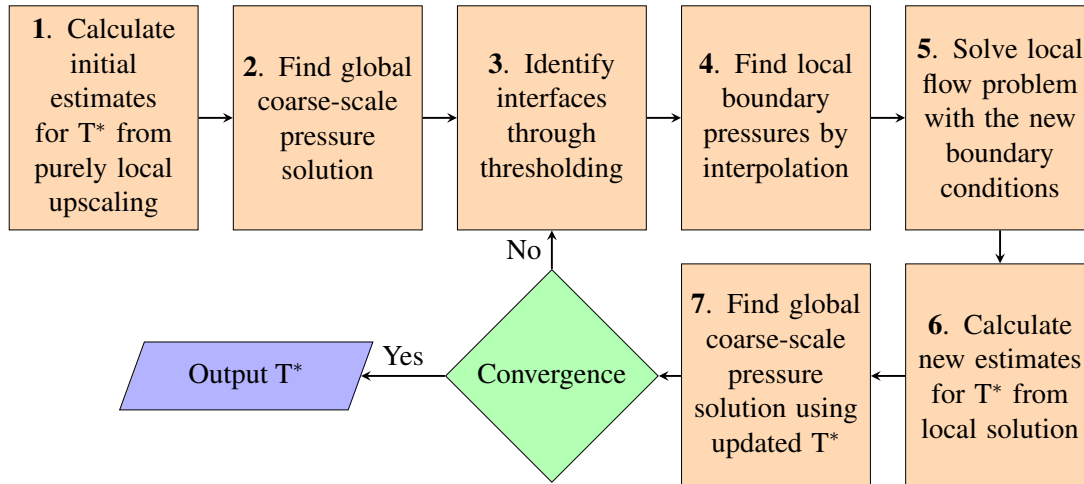 1. Calculate
initial
estimates
for T* from
purely local
upscaling
2. Find global
coarse-scale
pressure
solution
3. Identify
interfaces
through
thresholding
4. Find local
boundary
pressures by
interpolation
5. Solve local
flow problem
with the new
boundary
conditions
6. Calculate
new estimates
for T* from
local solution
7. Find global
coarse-scale
pressure
solution using
updated T*
Convergence
No
Yes
Output T*